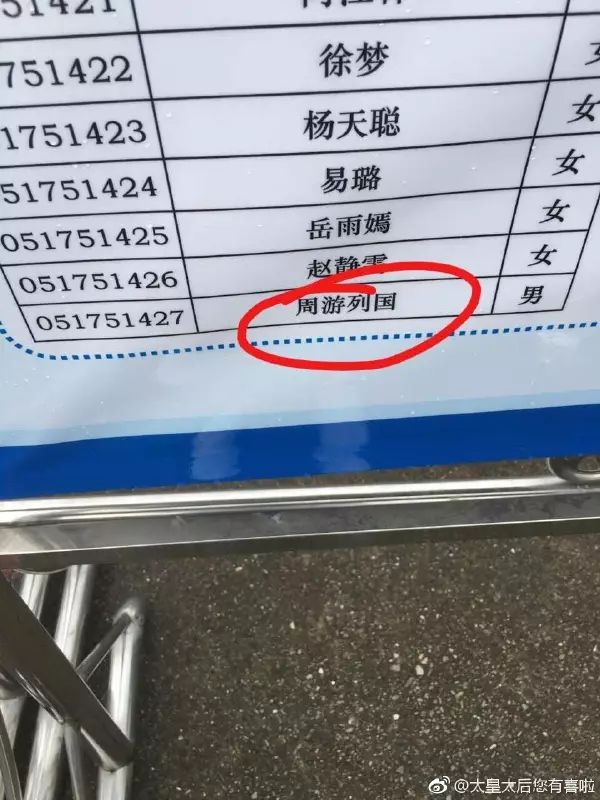 751422 徐梦
1751423 杨天聪 女
51751424 易璐 女
051751425 岳雨嫣 女
051751426 赵静雯 女
051751427 周游列国 男
@太皇太后您有喜啦